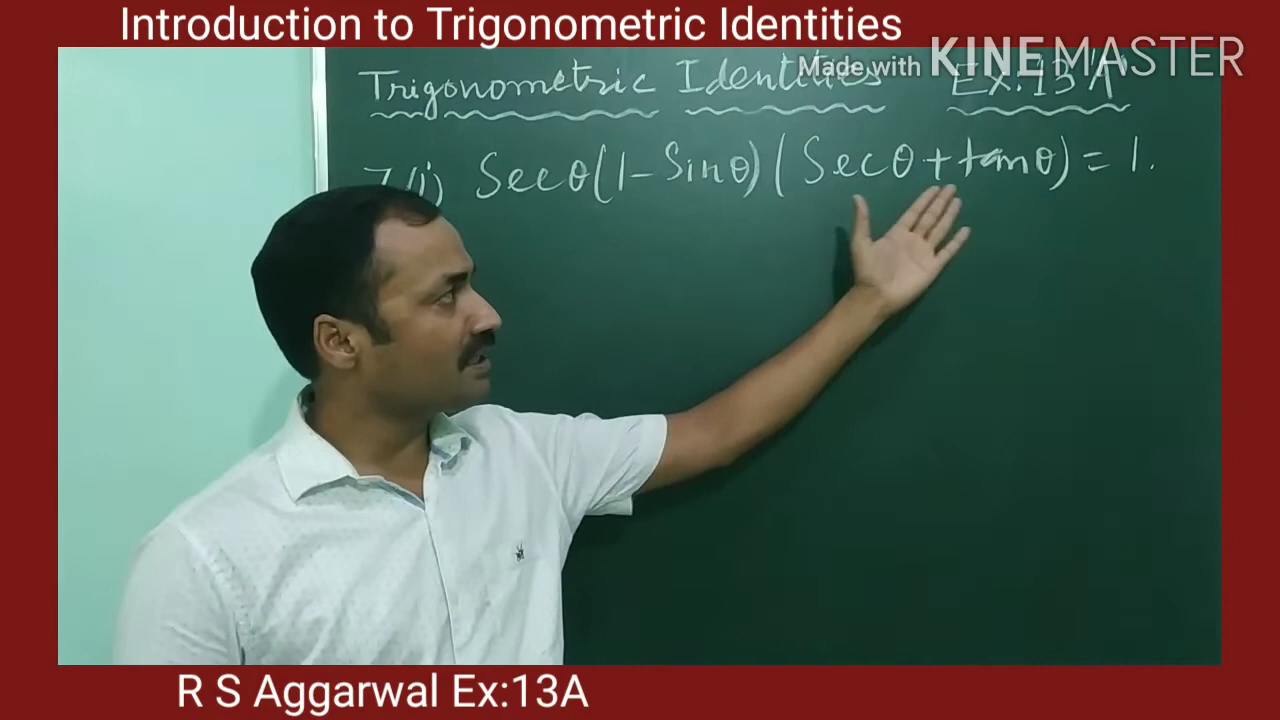 Introduction to Trigonometric Identities
Made with KINEMASTER
Trigonometric Identities Ex:13'A'
7(i) Secθ(1-Sinθ)(Secθ+tanθ)=1.
R S Aggarwal Ex:13A